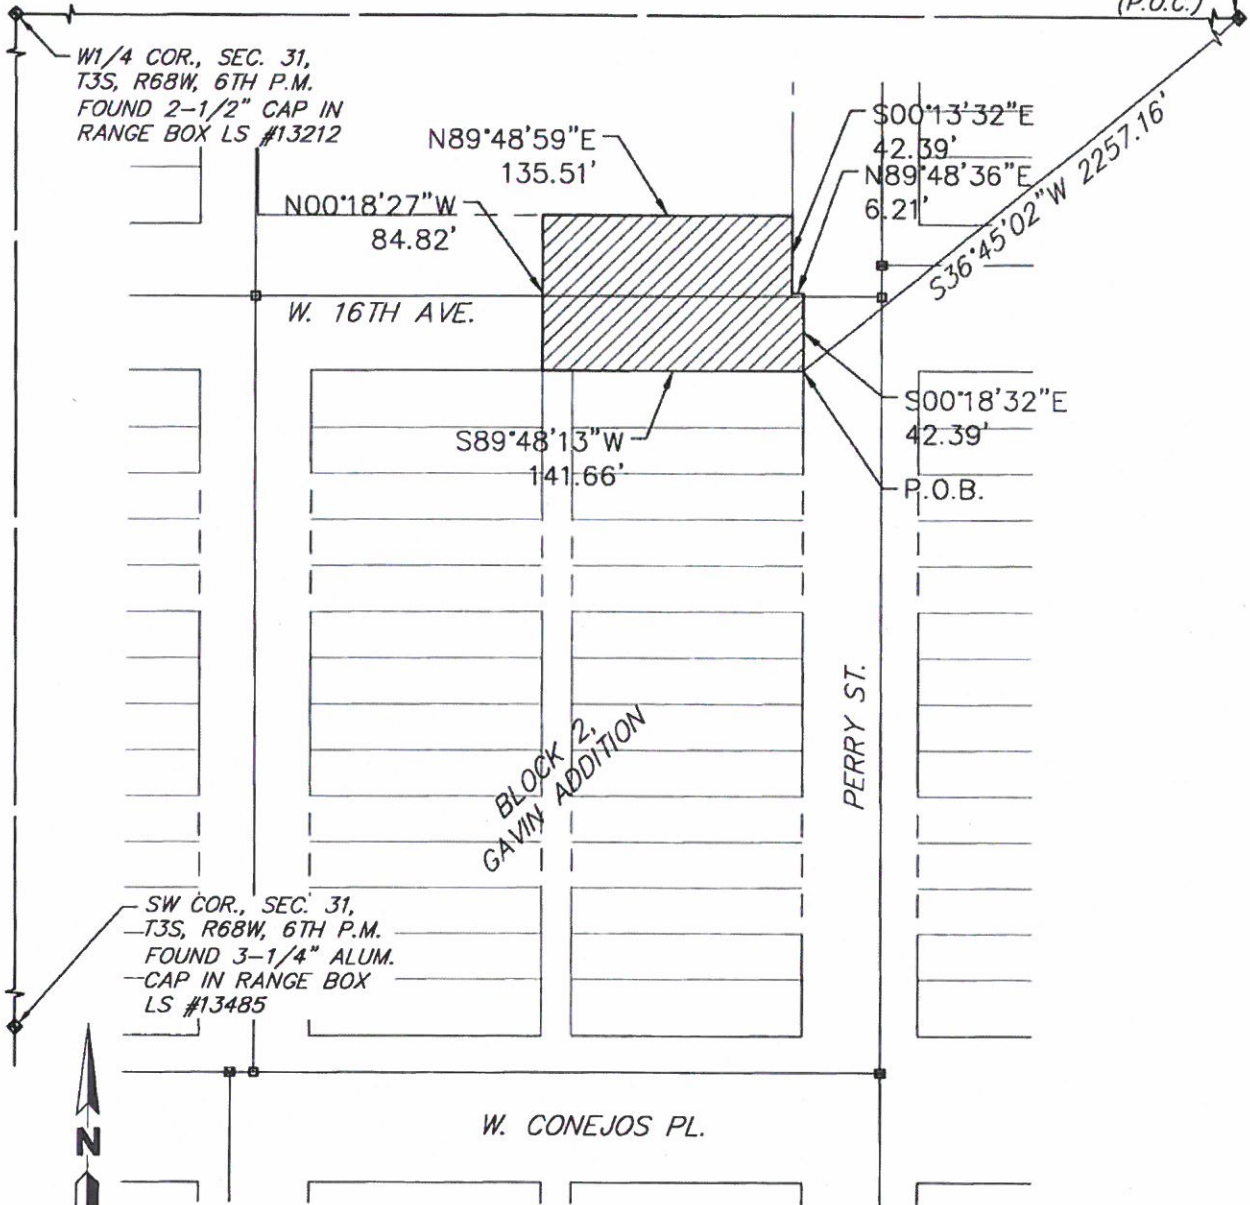 (P.O.C.)
W1/4 COR., SEC. 31,
T3S, R68W, 6TH P.M.
FOUND 2-1/2" CAP IN
RANGE BOX LS #13212
N89°48'59"E
135.51'
S00°13'32"E
42.39'
N89°48'36"E
6.21'
N00°18'27"W
84.82'
S36°45'02"W 2257.16'
W. 16TH AVE.
S00°18'32"E
42.39'
S89°48'13"W
141.66'
P.O.B.
PERRY ST.
BLOCK 2,
GAVIN ADDITION
SW COR., SEC. 31,
T3S, R68W, 6TH P.M.
FOUND 3-1/4" ALUM.
CAP IN RANGE BOX
LS #13485
N
W. CONEJOS PL.